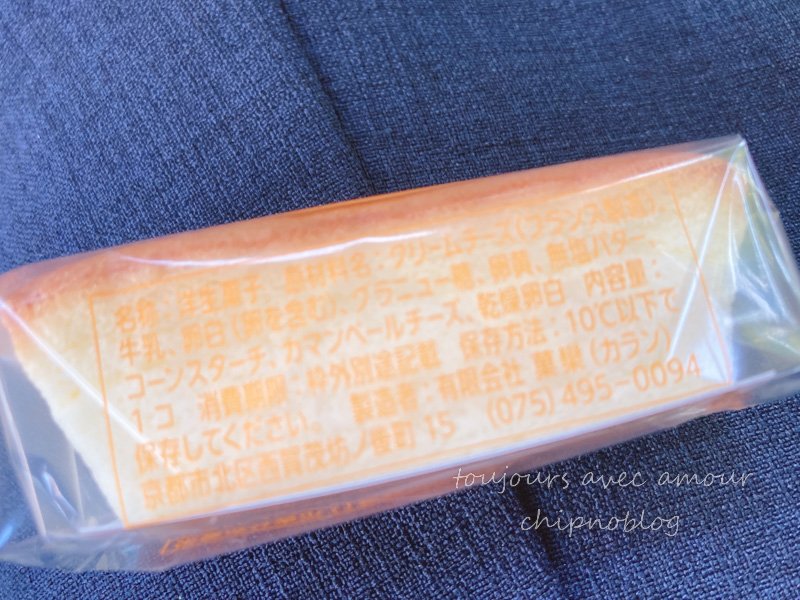 名称：洋生菓子 原材料名：クリームチーズ(フランス製造)、
牛乳、卵白(卵を含む)、グラニュー糖、卵黄、無塩バター、
コーンスターチ、カマンベールチーズ、乾燥卵白 内容量：
1コ 消費期限：枠外別途記載 保存方法：10℃以下で
保存してください。 製造者：有限会社 菓樂(カラン)
京都市北区西賀茂坊ノ後町15 (075)495-0094
toujours avec amour
chipnoblog